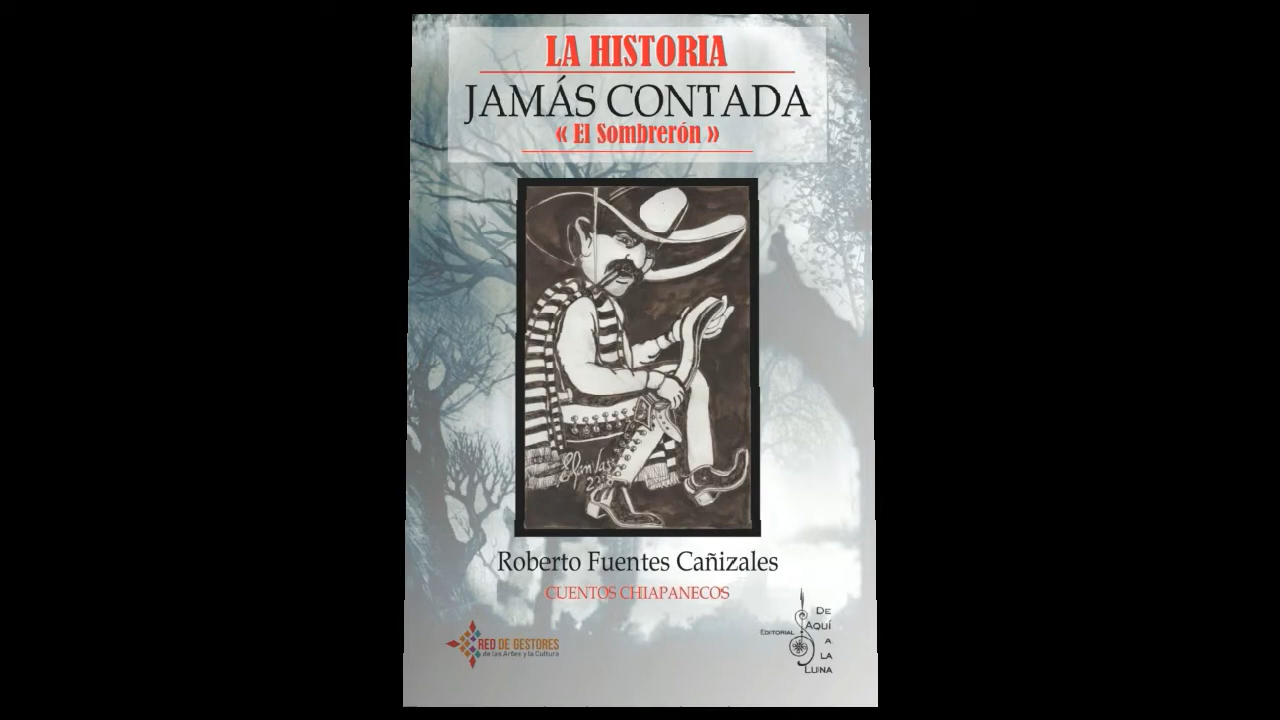 LA HISTORIA
JAMÁS CONTADA
« El Sombrerón »
Roberto Fuentes Cañizales
CUENTOS CHIAPANECOS
RED DE GESTORES
de las Artes y la Cultura
EDITORIAL
DE
AQUÍ
A
LA
LUNA